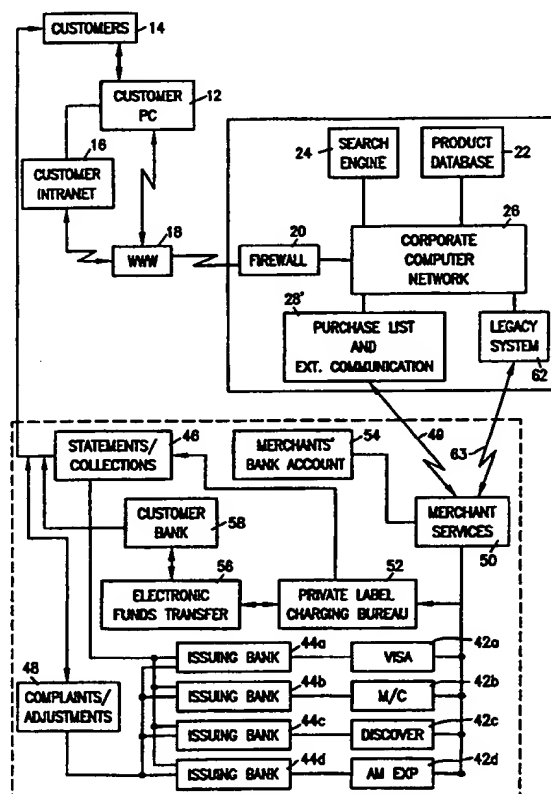 CUSTOMERS
14
CUSTOMER
PC
12
16
CUSTOMER
INTRANET
18
WWW
24
SEARCH
ENGINE
PRODUCT
DATABASE
22
20
FIREWALL
26
CORPORATE
COMPUTER
NETWORK
28'
PURCHASE LIST
AND
EXT. COMMUNICATION
LEGACY
SYSTEM
62
STATEMENTS/
COLLECTIONS
46
MERCHANTS'
BANK ACCOUNT
54
49
63
MERCHANT
SERVICES
50
CUSTOMER
BANK
58
ELECTRONIC
FUNDS TRANSFER
56
PRIVATE LABEL
CHARGING BUREAU
52
48
COMPLAINTS/
ADJUSTMENTS
ISSUING BANK
44a
VISA
42a
ISSUING BANK
44b
M/C
42b
ISSUING BANK
44c
DISCOVER
42c
ISSUING BANK
44d
AM EXP
42d